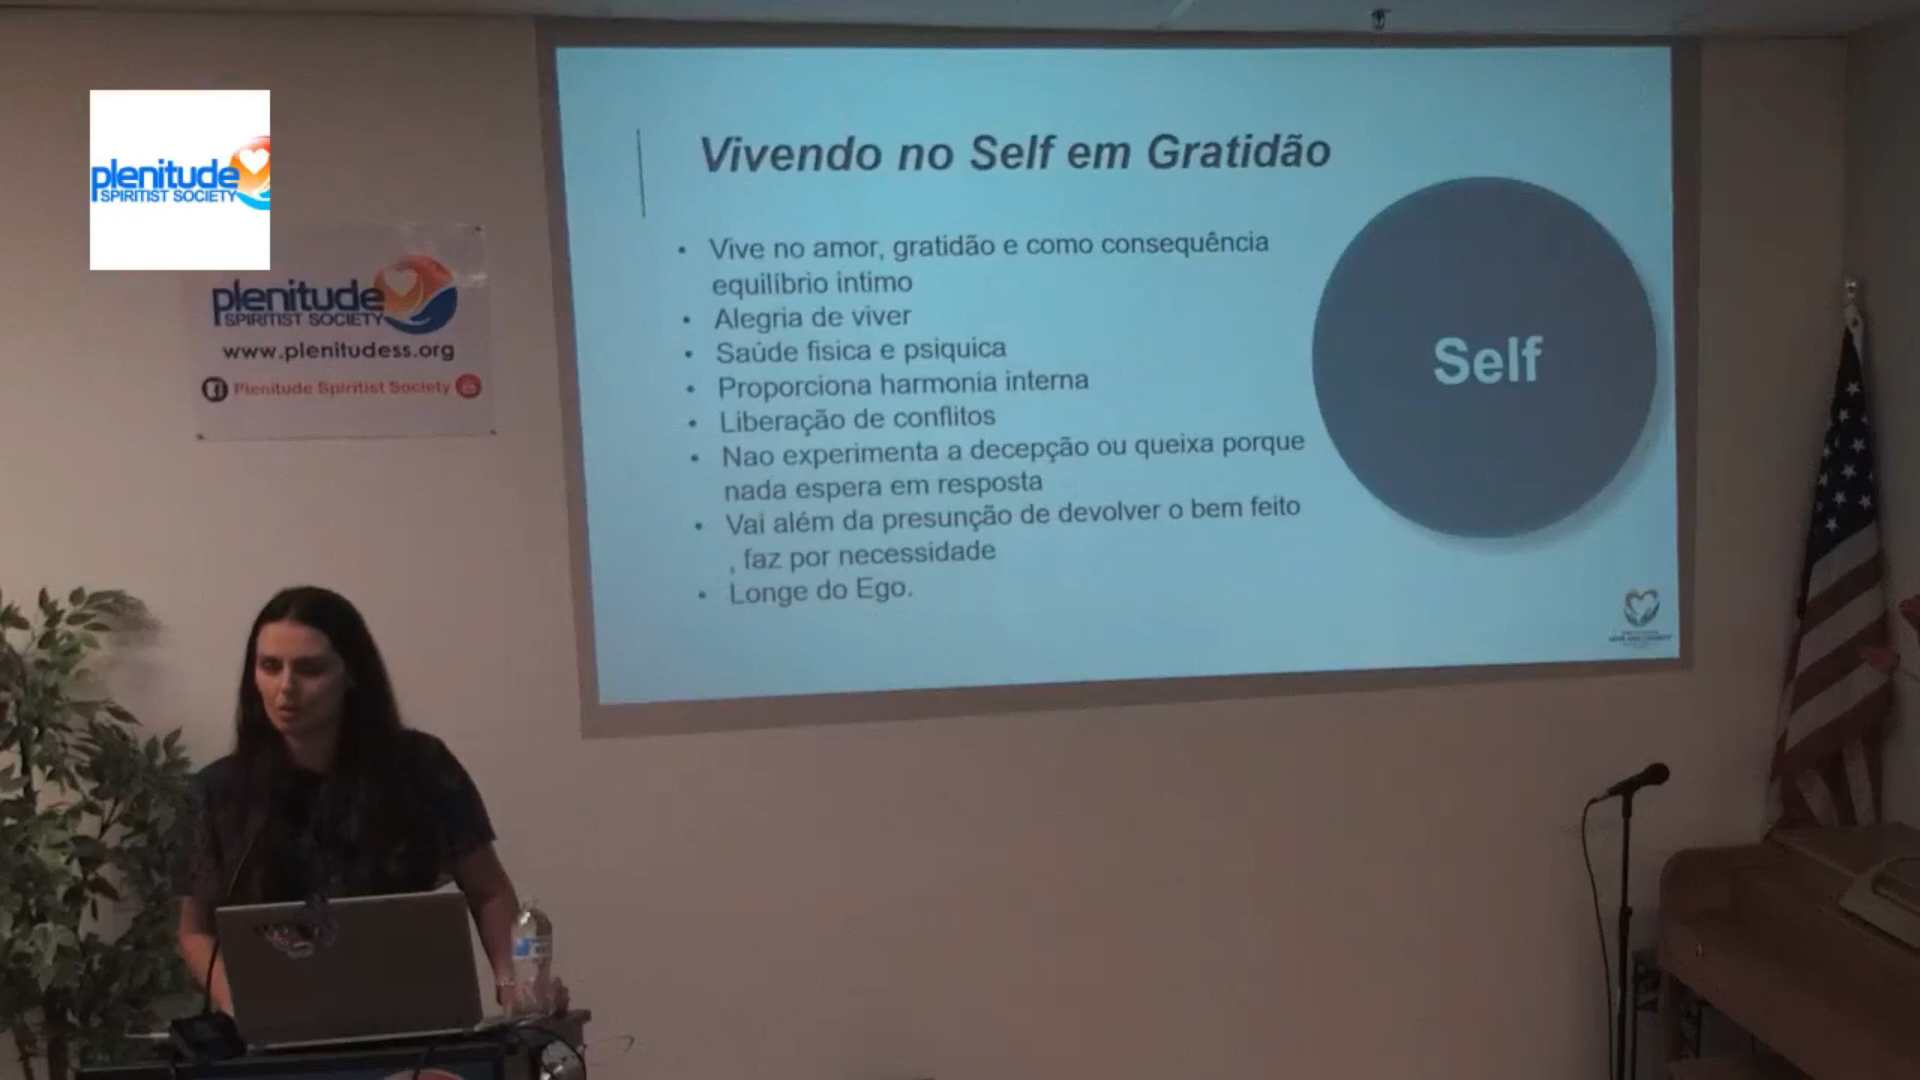 plenitude
SPIRITIST SOCIETY
plenitude
SPIRITIST SOCIETY
www.plenitudess.org
Plenitude Spiritist Society
Vivendo no Self em Gratidão
• Vive no amor, gratidão e como consequência
equilíbrio intimo
• Alegria de viver
• Saúde fisica e psiquica
• Proporciona harmonia interna
• Liberação de conflitos
• Nao experimenta a decepção ou queixa porque
nada espera em resposta
• Vai além da presunção de devolver o bem feito
, faz por necessidade
• Longe do Ego.
Self